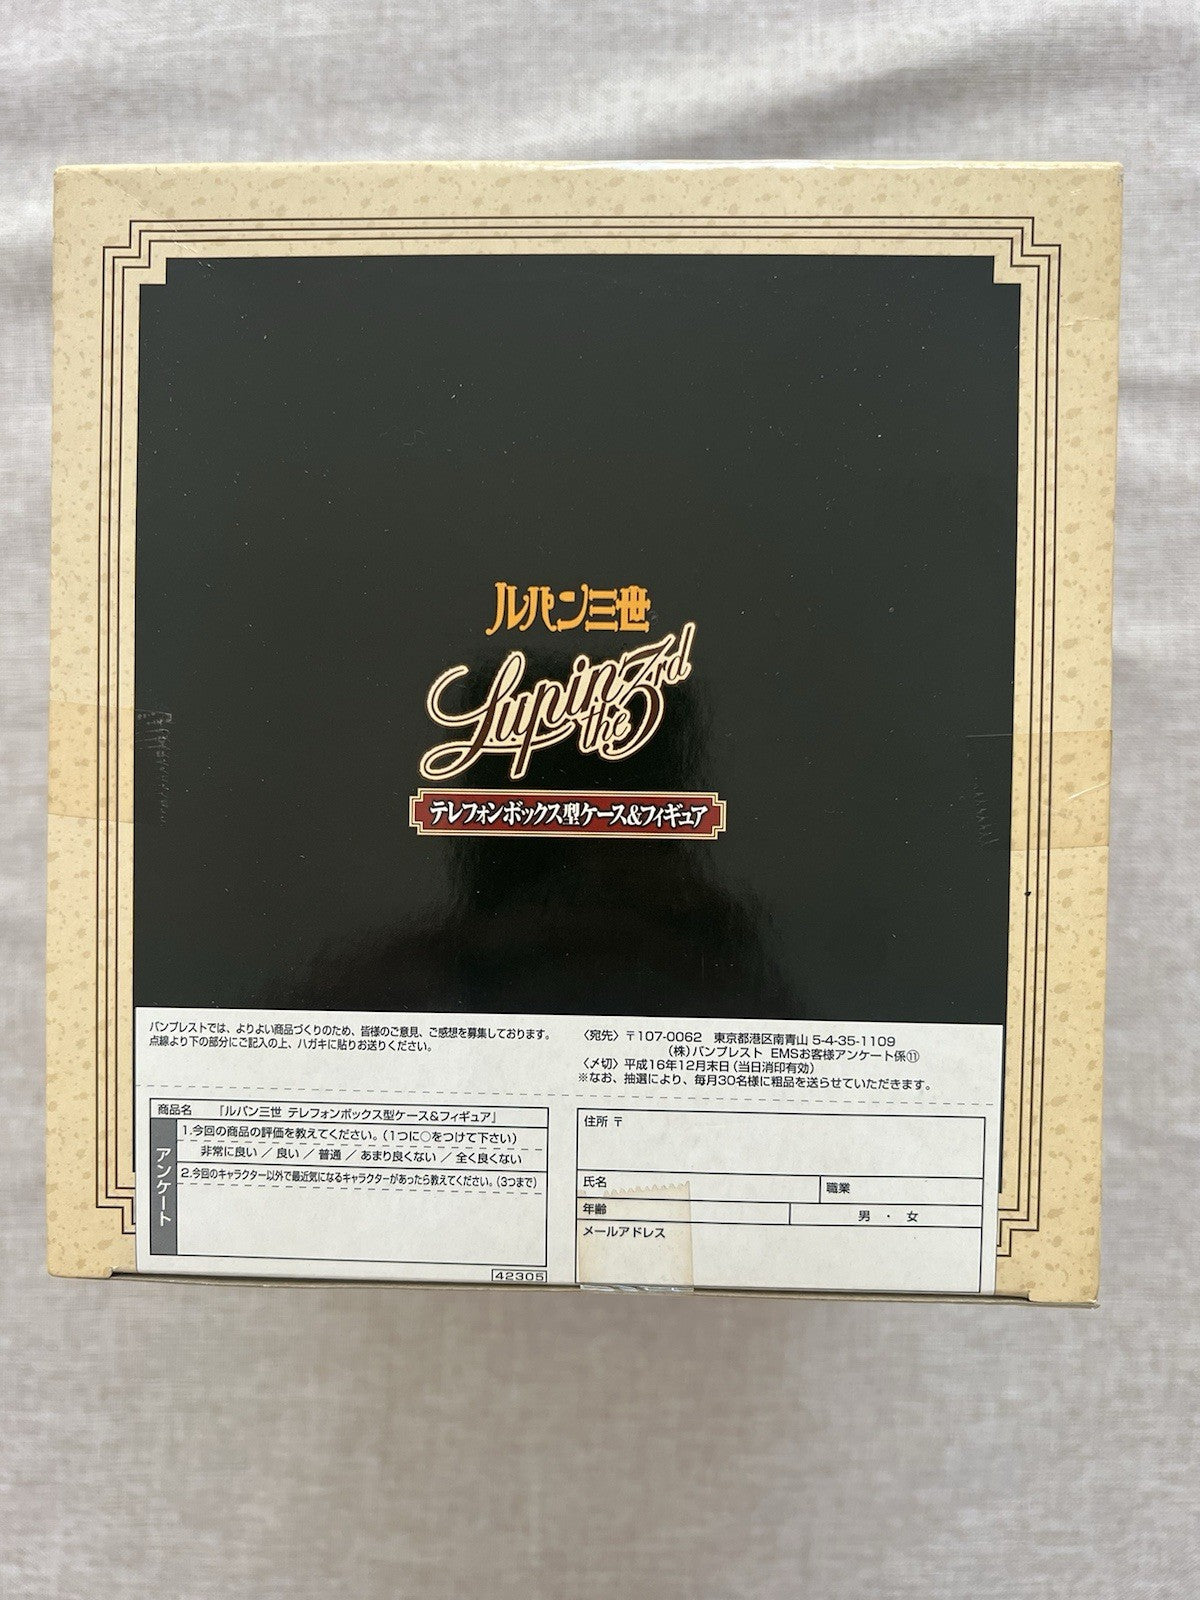 ルパン三世
Lupin the 3rd
テレフォンボックス型ケース&フィギュア
バンプレストでは、よりよい商品づくりのため、皆様のご意見、ご感想を募集しております。
点線より下の部分にご記入の上、ハガキに貼りお送りください。
〈宛先〉〒107-0062 東京都港区南青山 5-4-35-1109
(株)バンプレスト EMSお客様アンケート係⑪
〈〆切〉平成16年12月末日(当日消印有効)
※なお、抽選により、毎月30名様に粗品を送らせていただきます。
商品名 「ルパン三世 テレフォンボックス型ケース&フィギュア」
アンケート
1.今回の商品の評価を教えてください。(1つに○をつけて下さい)
非常に良い / 良い / 普通 / あまり良くない / 全く良くない
2.今回のキャラクター以外で最近気になるキャラクターがあったら教えてください。(3つまで)
42305
住所 〒
氏名
職業
年齢
男 ・ 女
メールアドレス